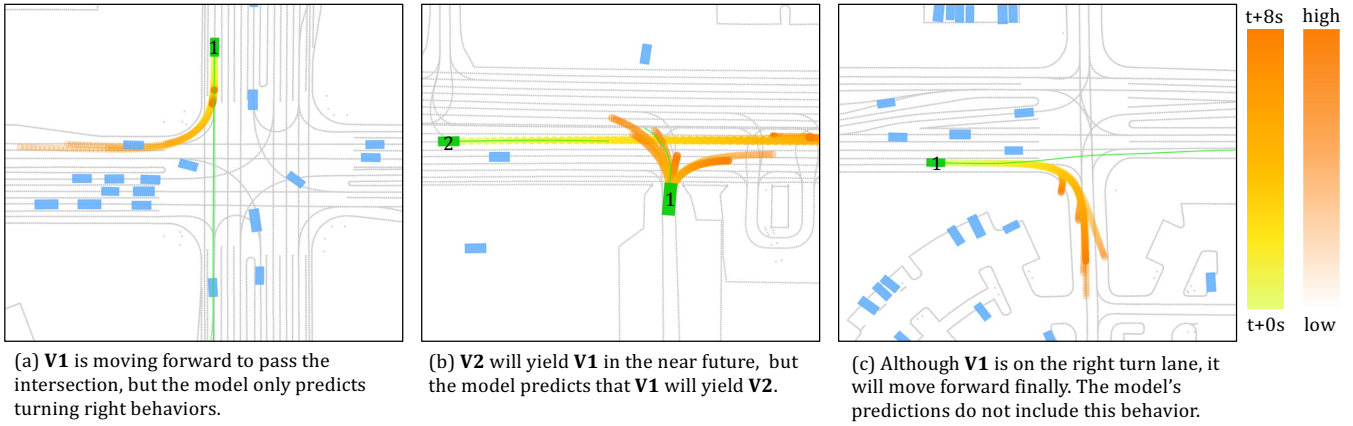 1
2
1
1
t+8s high
t+0s low
(a) V1 is moving forward to pass the
intersection, but the model only predicts
turning right behaviors.
(b) V2 will yield V1 in the near future, but
the model predicts that V1 will yield V2.
(c) Although V1 is on the right turn lane, it
will move forward finally. The model's
predictions do not include this behavior.